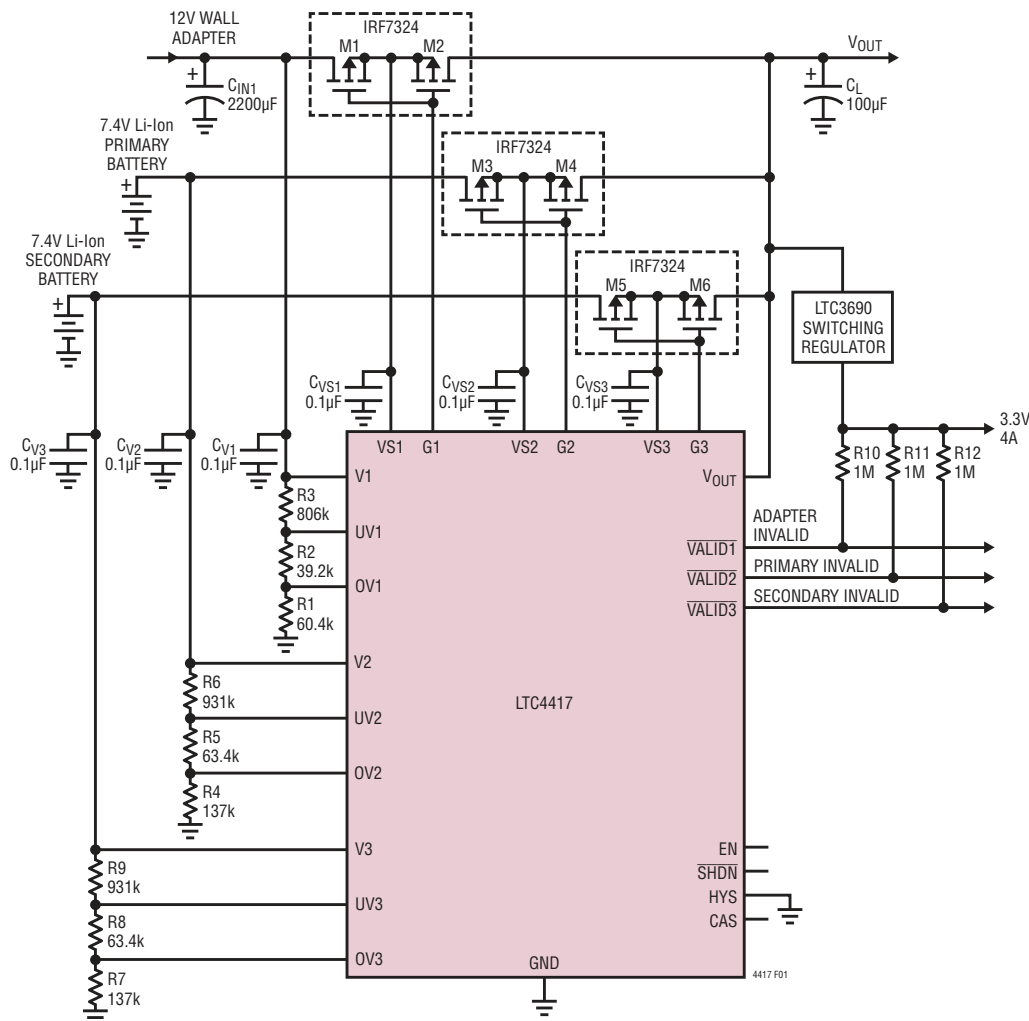 12V WALL
ADAPTER
IRF7324
M1
M2
VOUT
+
CIN1
2200µF
+
CL
100µF
7.4V Li-Ion
PRIMARY
BATTERY
+
IRF7324
M3
M4
7.4V Li-Ion
SECONDARY
BATTERY
+
IRF7324
M5
M6
LTC3690
SWITCHING
REGULATOR
CVS1
0.1µF
CVS2
0.1µF
CVS3
0.1µF
CV3
0.1µF
CV2
0.1µF
CV1
0.1µF
3.3V
4A
R10
1M
R11
1M
R12
1M
VS1
G1
VS2
G2
VS3
G3
V1
VOUT
R3
806k
UV1
R2
39.2k
OV1
R1
60.4k
ADAPTER
INVALID
VALID1
PRIMARY INVALID
VALID2
SECONDARY INVALID
VALID3
V2
R6
931k
UV2
R5
63.4k
OV2
R4
137k
LTC4417
V3
R9
931k
UV3
R8
63.4k
OV3
R7
137k
EN
SHDN
HYS
CAS
GND
4417 F01